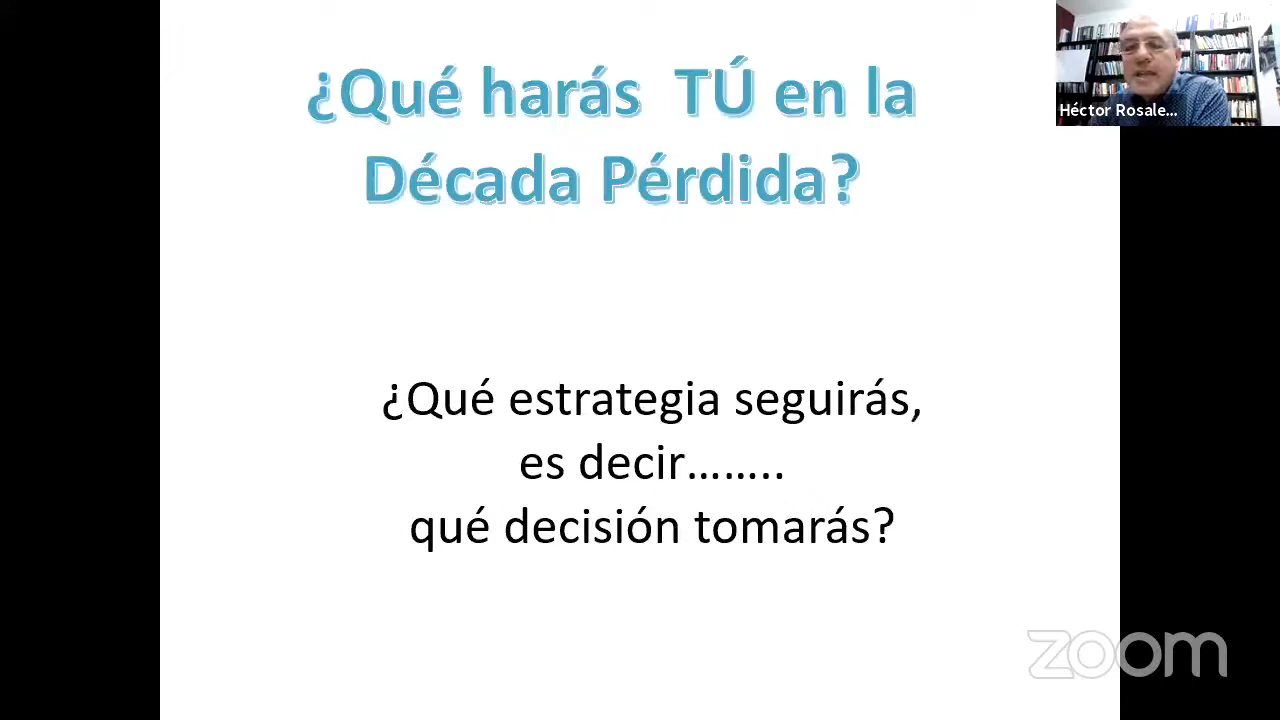 ¿Qué harás TÚ en la
Década Pérdida?
¿Qué estrategia seguirás,
es decir……..
qué decisión tomarás?
Héctor Rosale...
zoom